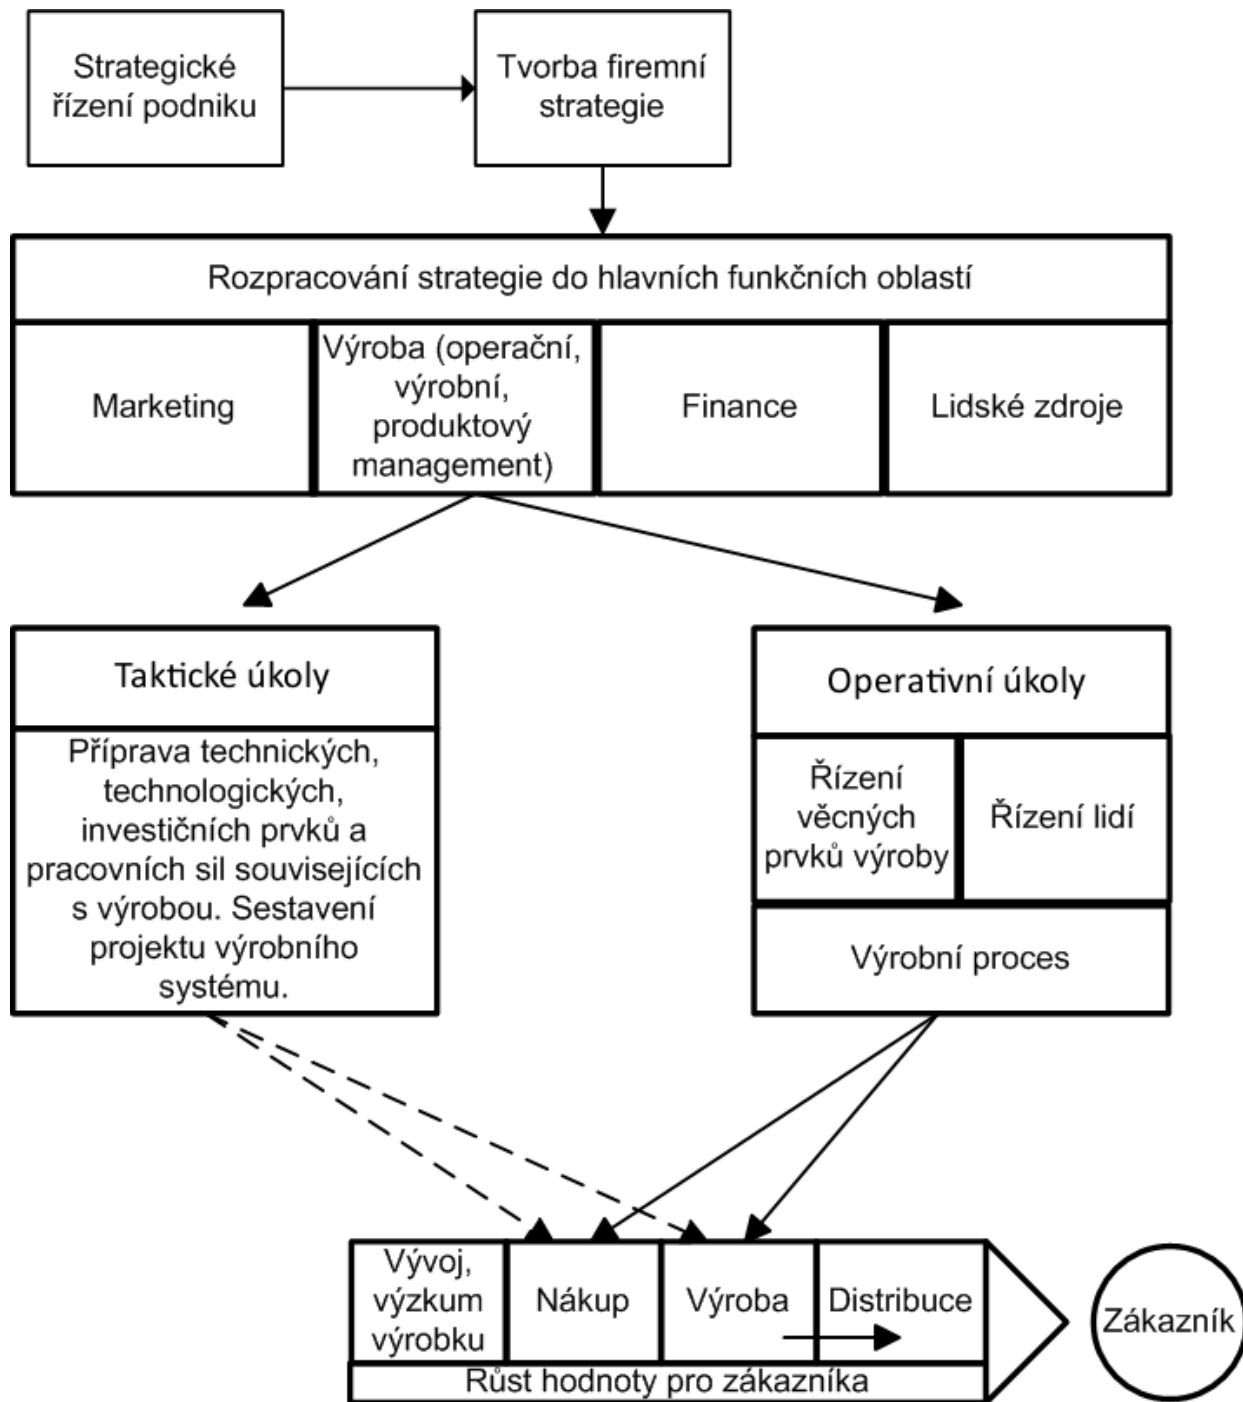 Strategické
řízení podniku
Tvorba firemní
strategie
Rozpracování strategie do hlavních funkčních oblastí
Marketing
Výroba (operační,
výrobní,
produktový
management)
Finance
Lidské zdroje
Taktické úkoly
Příprava technických,
technologických,
investičních prvků a
pracovních sil souvisejících
s výrobou. Sestavení
projektu výrobního
systému.
Operativní úkoly
Řízení
věcných
prvků výroby
Řízení lidí
Výrobní proces
Vývoj,
výzkum
výrobku
Nákup
Výroba
Distribuce
Růst hodnoty pro zákazníka
Zákazník